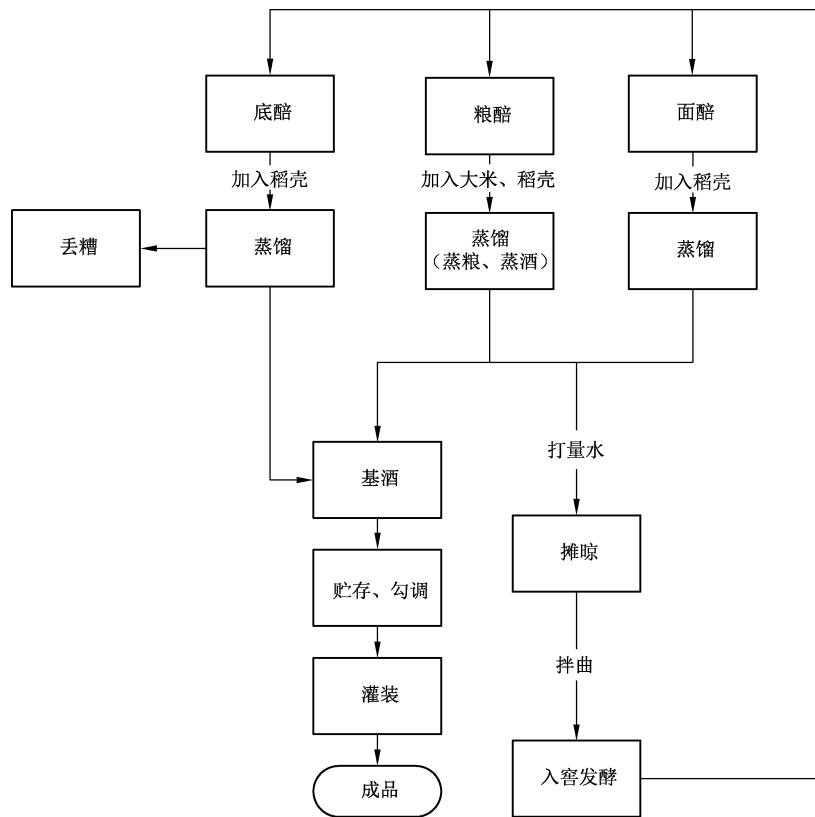 底醅
粮醅
面醅
加入稻壳
加入大米、稻壳
加入稻壳
丢糟
蒸馏
蒸馏
（蒸粮、蒸酒）
蒸馏
打量水
基酒
摊晾
贮存、勾调
拌曲
灌装
入窖发酵
成品